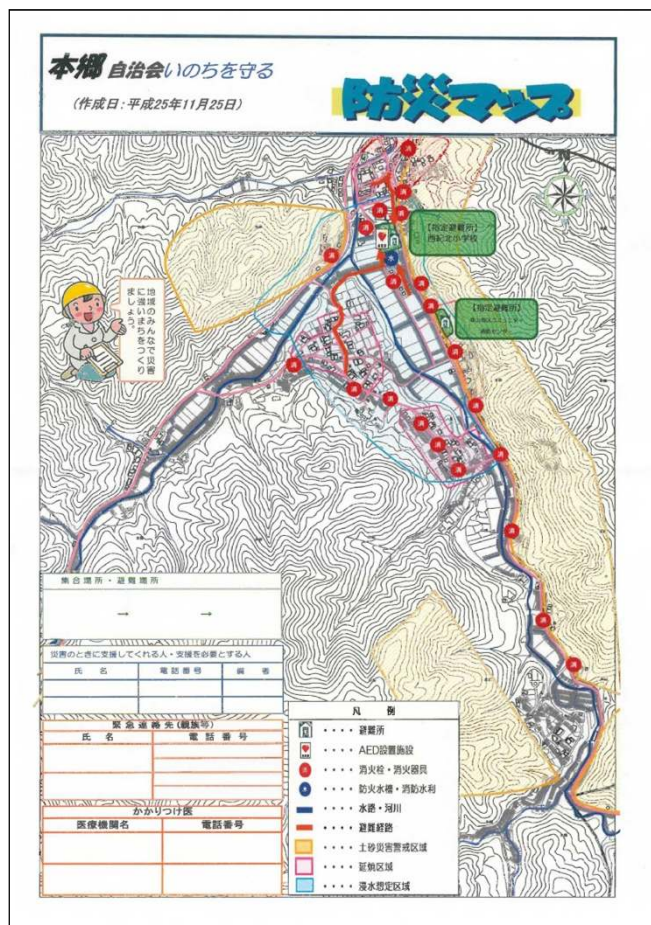 本郷 自治会いのちを守る
(作成日:平成25年11月25日)
防災マップ
N
【指定避難所】
西紀北小学校
【指定避難所】
地域のみんなで災害
に強いまちをつくり
ましょう。
集合場所・避難場所
→ →
災害のときに支援してくれる人・支援を必要とする人
氏 名 電話番号 備 考
緊急連絡先(親族等)
氏 名 電 話 番 号
かかりつけ医
医療機関名 電話番号
凡 例
・・・・ 避難所
・・・・ AED設置施設
消 ・・・・ 消火栓・消火器具
水 ・・・・ 防火水槽・消防水利
・・・・ 水路・河川
・・・・ 避難経路
・・・・ 土砂災害警戒区域
・・・・ 延焼区域
・・・・ 浸水想定区域